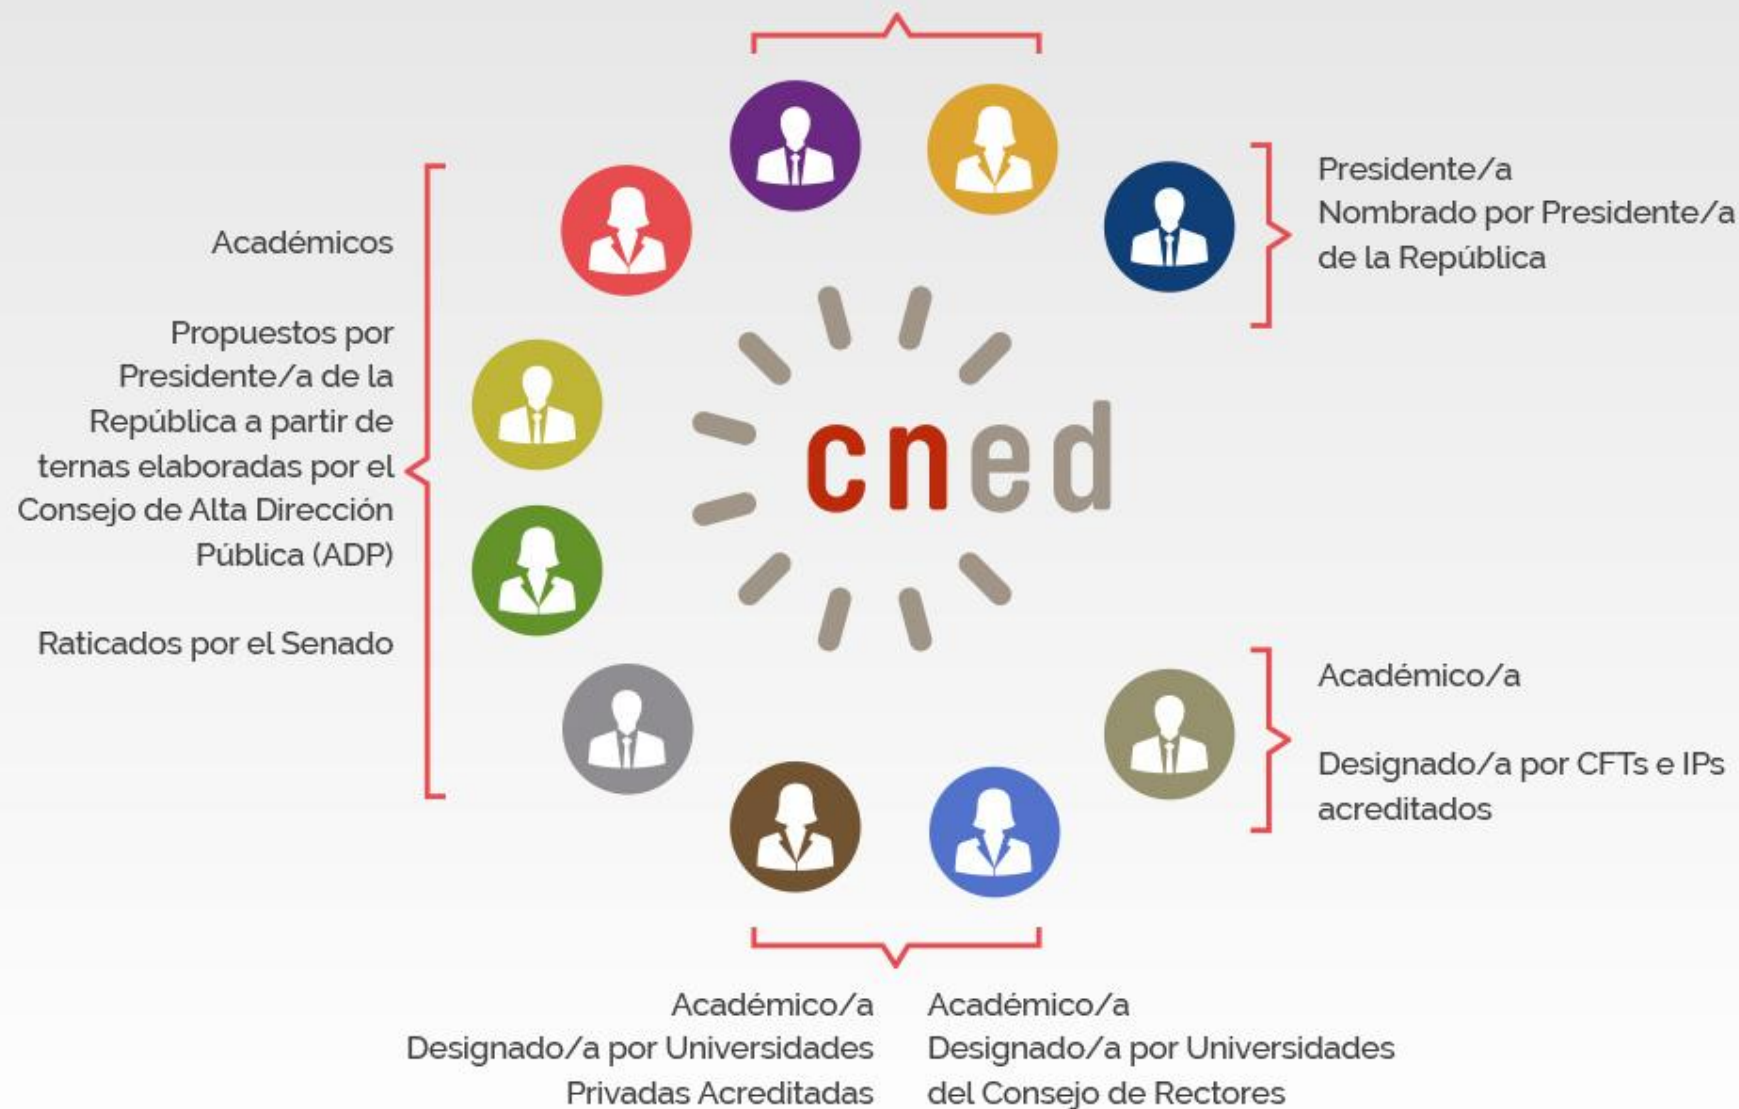 Académicos
Propuestos por
Presidente/a de la
República a partir de
ternas elaboradas por el
Consejo de Alta Dirección
Pública (ADP)
Raticados por el Senado
Presidente/a
Nombrado por Presidente/a
de la República
cned
Académico/a
Designado/a por CFTs e IPs
acreditados
Académico/a
Designado/a por Universidades
Privadas Acreditadas
Académico/a
Designado/a por Universidades
del Consejo de Rectores